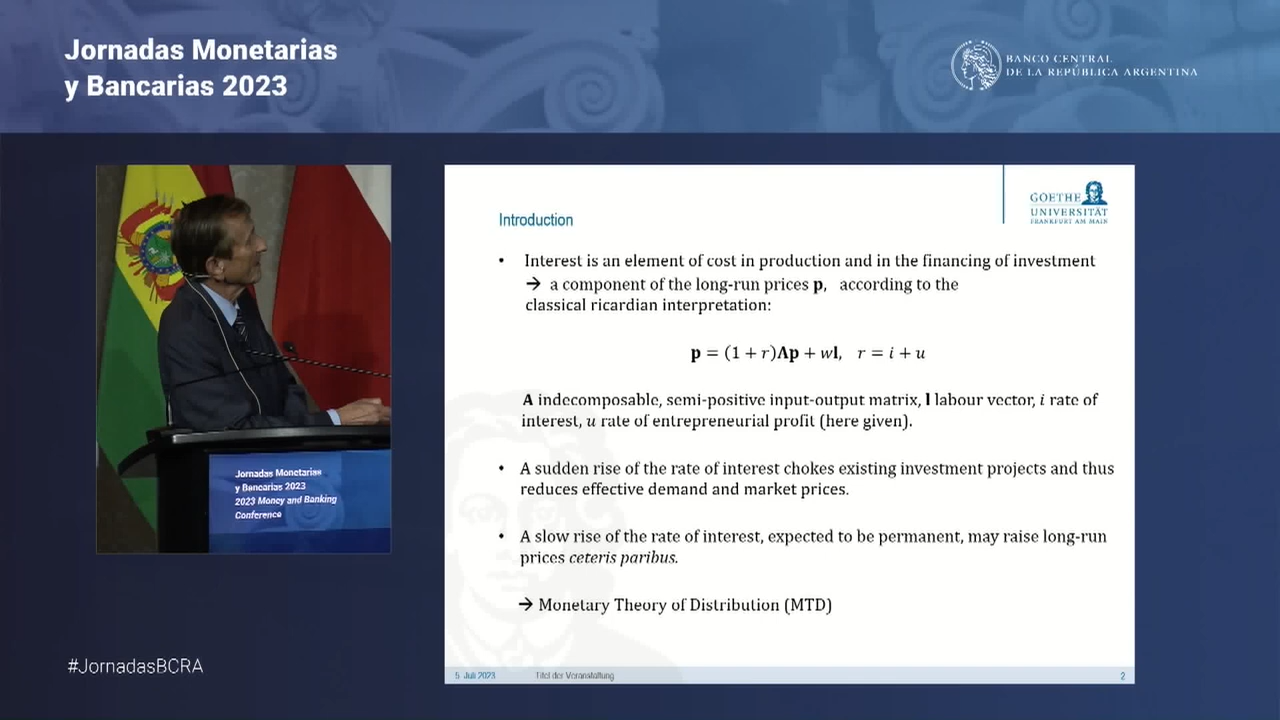 Jornadas Monetarias
y Bancarias 2023
BANCO CENTRAL
DE LA REPÚBLICA ARGENTINA
GOETHE
UNIVERSITÄT
FRANKFURT AM MAIN
Introduction
• Interest is an element of cost in production and in the financing of investment
→ a component of the long-run prices p, according to the
classical ricardian interpretation:
p = (1 + r)Λp + wl, r = i + u
A indecomposable, semi-positive input-output matrix, l labour vector, i rate of
interest, u rate of entrepreneurial profit (here given).
• A sudden rise of the rate of interest chokes existing investment projects and thus
reduces effective demand and market prices.
• A slow rise of the rate of interest, expected to be permanent, may raise long-run
prices ceteris paribus.
→ Monetary Theory of Distribution (MTD)
5 Juli 2023 Titel der Veranstaltung 2
Jornadas Monetarias
y Bancarias 2023
2023 Money and Banking
Conference
#JornadasBCRA